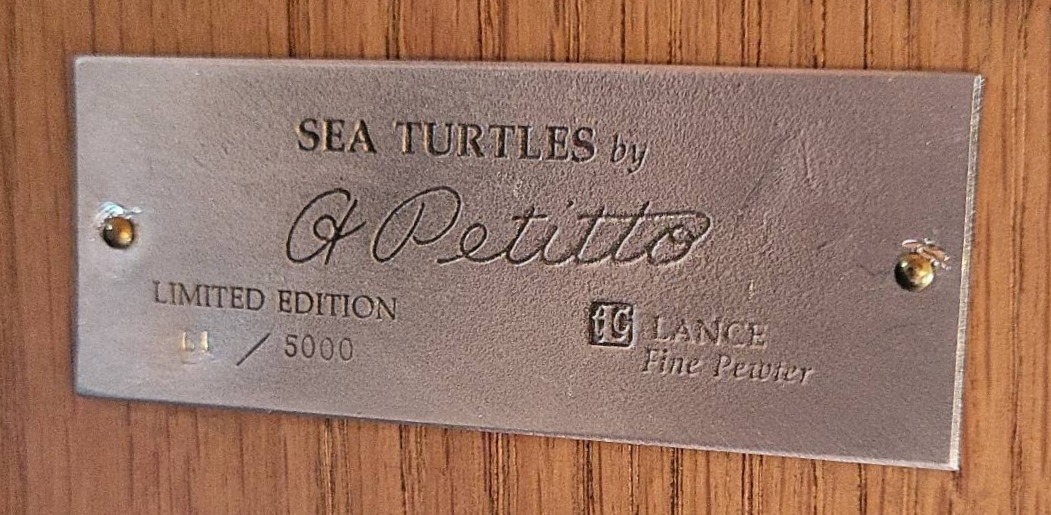 SEA TURTLES by
A Petitto
LIMITED EDITION
/ 5000
LANCE
Fine Pewter